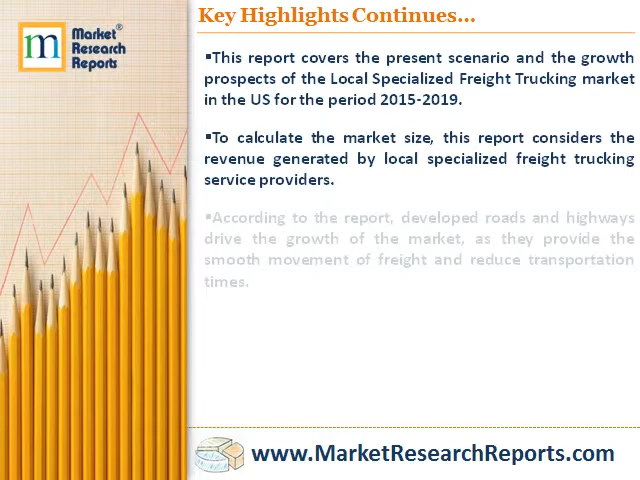 m
Market®
Research
Reports
Key Highlights Continues...
▪This report covers the present scenario and the growth
prospects of the Local Specialized Freight Trucking market
in the US for the period 2015-2019.
▪To calculate the market size, this report considers the
revenue generated by local specialized freight trucking
service providers.
▪According to the report, developed roads and highways
drive the growth of the market, as they provide the
smooth movement of freight and reduce transportation
times.
www.MarketResearchReports.com